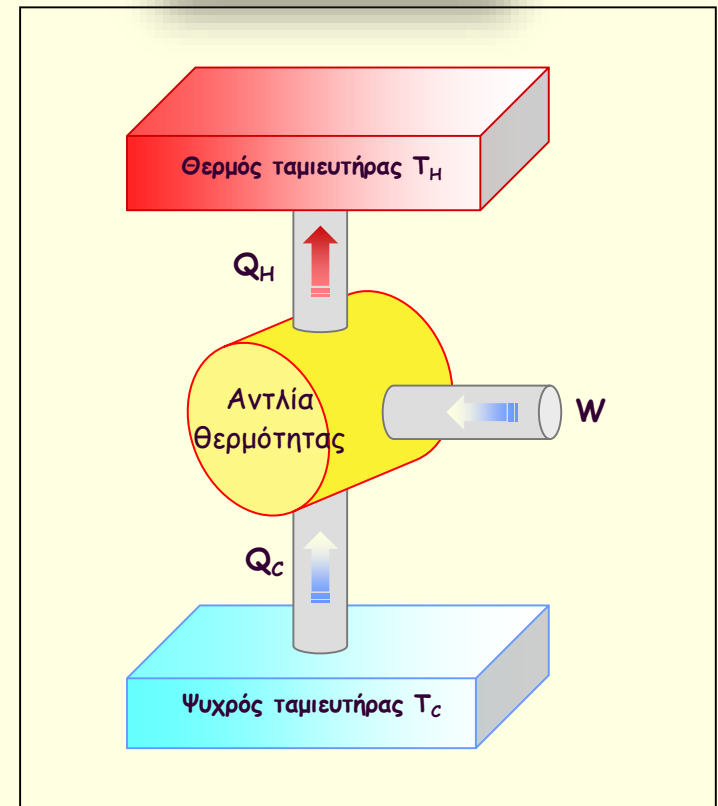 Θερμός ταμιευτήρας T_H
Q_H
Αντλία
θερμότητας
W
Q_C
Ψυχρός ταμιευτήρας T_C